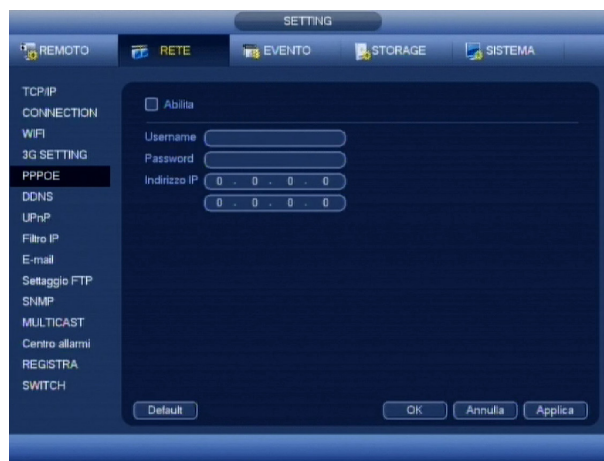 SETTING
REMOTO RETE EVENTO STORAGE SISTEMA
TCP/IP
CONNECTION
WIFI
3G SETTING
PPPOE
DDNS
UPnP
Filtro IP
E-mail
Settaggio FTP
SNMP
MULTICAST
Centro allarmi
REGISTRA
SWITCH
Abilita
Username
Password
Indirizzo IP 0 . 0 . 0 . 0
0 . 0 . 0 . 0
Default OK Annulla Applica